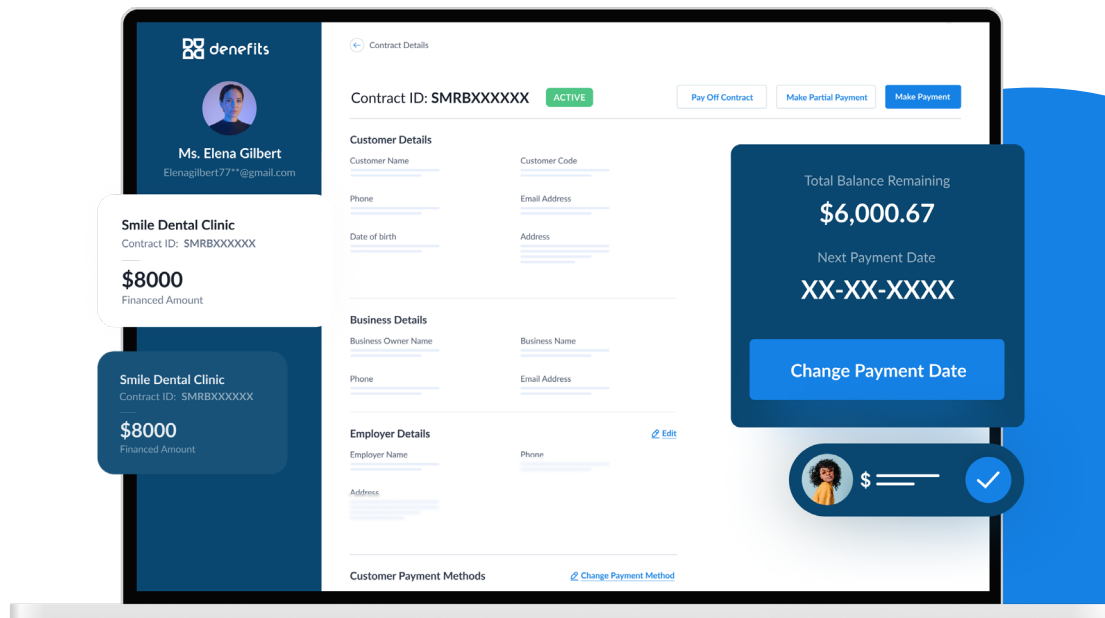 denefits
Ms. Elena Gilbert
Elenagilbert77**@gmail.com
Smile Dental Clinic
Contract ID: SMRBXXXXXX
$8000
Financed Amount
Smile Dental Clinic
Contract ID: SMRBXXXXXX
$8000
Financed Amount
Contract Details
Contract ID: SMRBXXXXXX ACTIVE
Pay Off Contract Make Partial Payment Make Payment
Customer Details
Customer Name Customer Code
Phone Email Address
Date of birth Address
Business Details
Business Owner Name Business Name
Phone Email Address
Employer Details Edit
Employer Name Phone
Address
Customer Payment Methods Change Payment Method
Total Balance Remaining
$6,000.67
Next Payment Date
XX-XX-XXXX
Change Payment Date
$